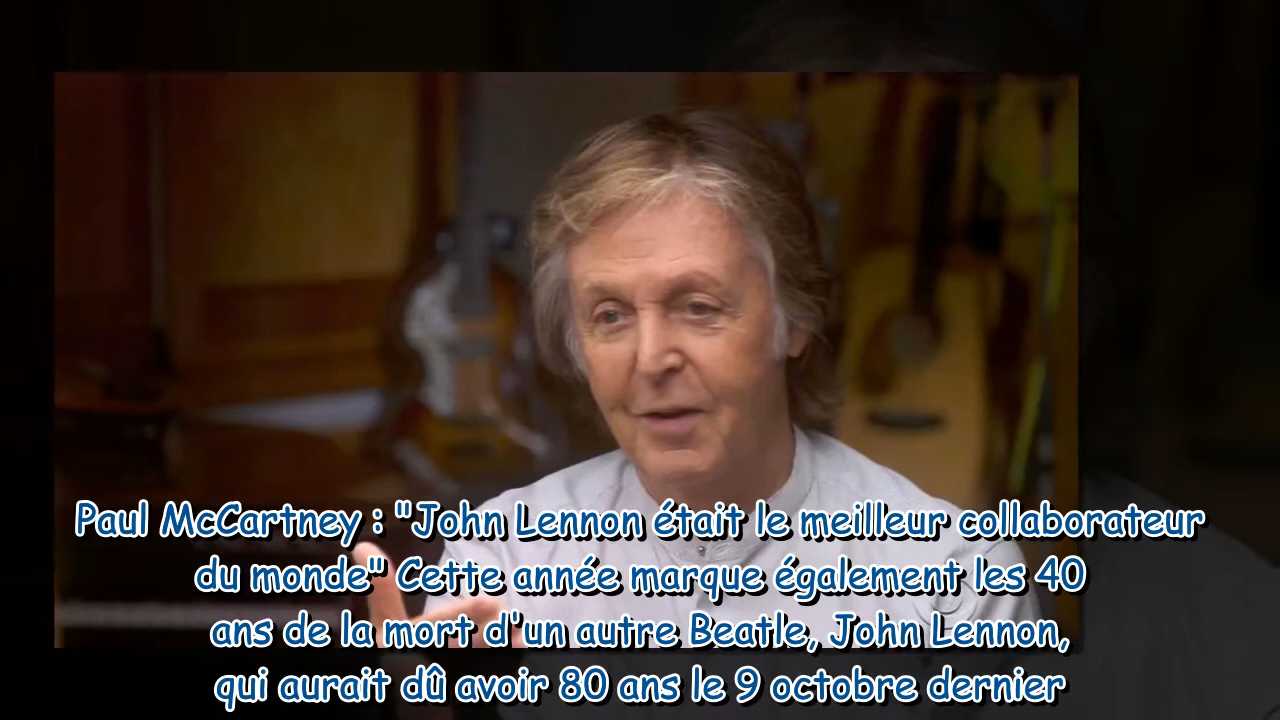 Paul McCartney : "John Lennon était le meilleur collaborateur
du monde" Cette année marque également les 40
ans de la mort d'un autre Beatle, John Lennon,
qui aurait dû avoir 80 ans le 9 octobre dernier